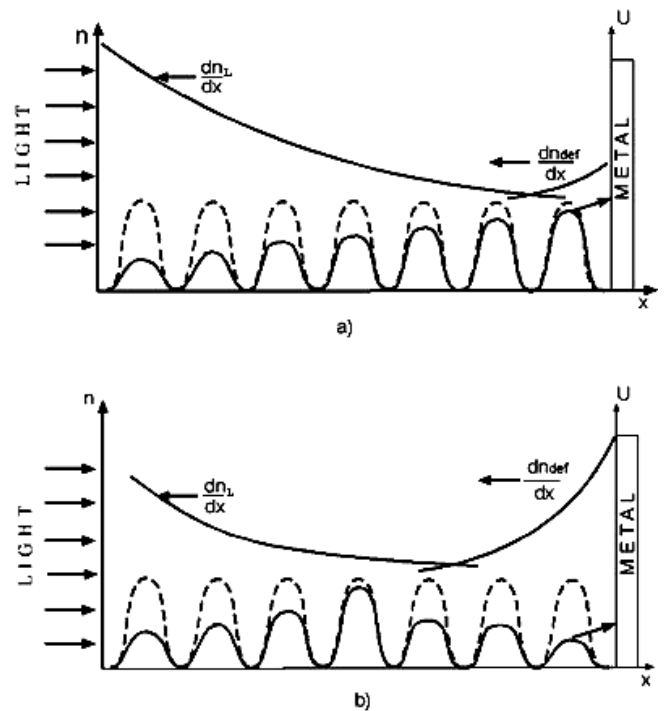 n
U
dn_L
dx
dn_def
dx
LIGHT
METAL
x
a)
n
U
dn_L
dx
dn_def
dx
LIGHT
METAL
x
b)